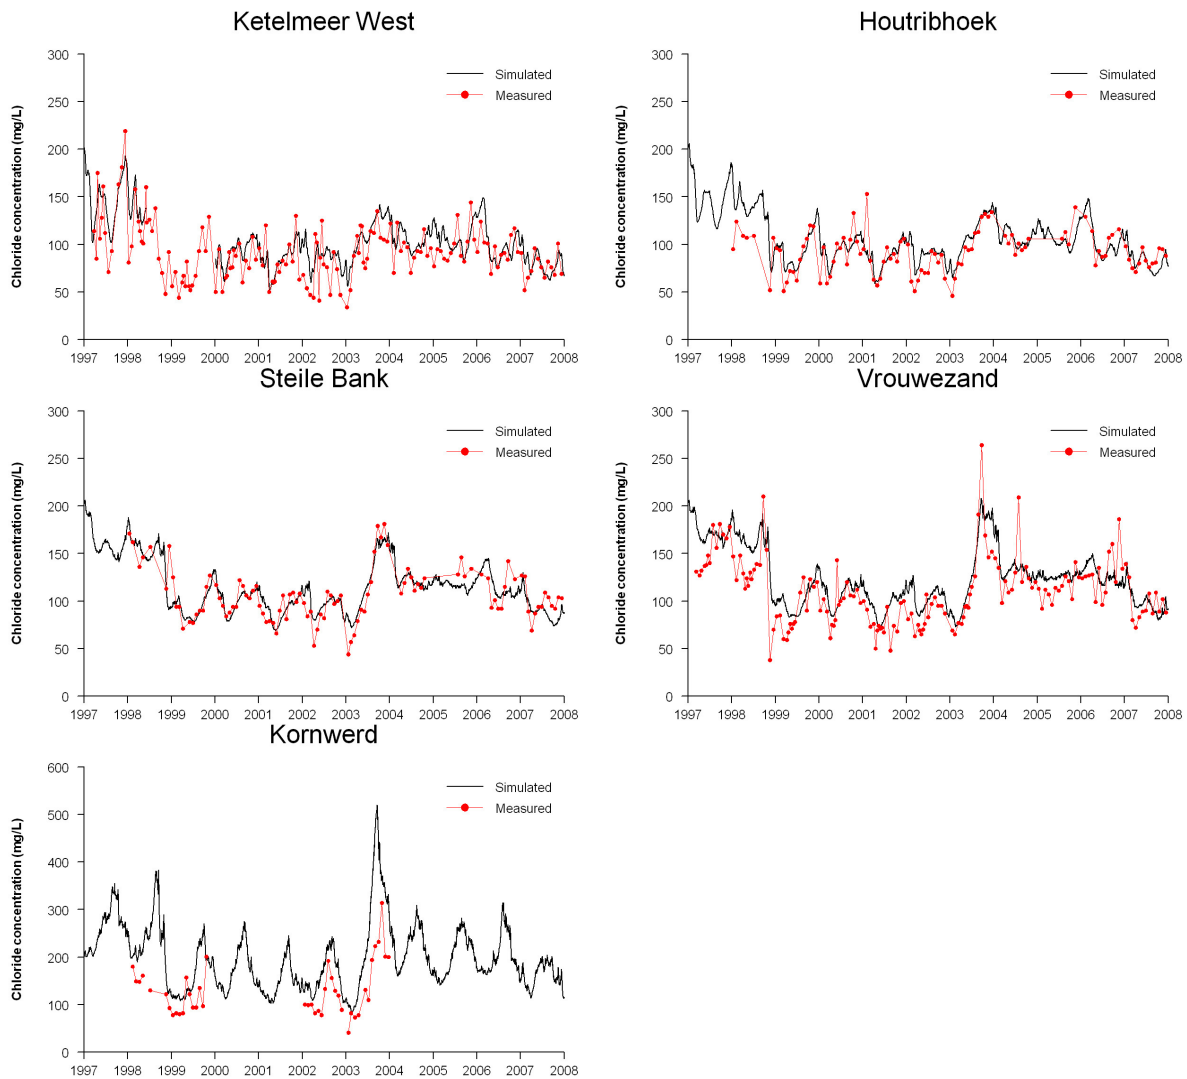 Ketelmeer West
Chloride concentration (mg/L)
300
250
200
150
100
50
0
Simulated
Measured
1997 1998 1999 2000 2001 2002 2003 2004 2005 2006 2007 2008
Houtribhoek
Chloride concentration (mg/L)
300
250
200
150
100
50
0
Simulated
Measured
1997 1998 1999 2000 2001 2002 2003 2004 2005 2006 2007 2008
Steile Bank
Chloride concentration (mg/L)
300
250
200
150
100
50
0
Simulated
Measured
1997 1998 1999 2000 2001 2002 2003 2004 2005 2006 2007 2008
Vrouwezand
Chloride concentration (mg/L)
300
250
200
150
100
50
0
Simulated
Measured
1997 1998 1999 2000 2001 2002 2003 2004 2005 2006 2007 2008
Kornwerd
Chloride concentration (mg/L)
600
500
400
300
200
100
0
Simulated
Measured
1997 1998 1999 2000 2001 2002 2003 2004 2005 2006 2007 2008